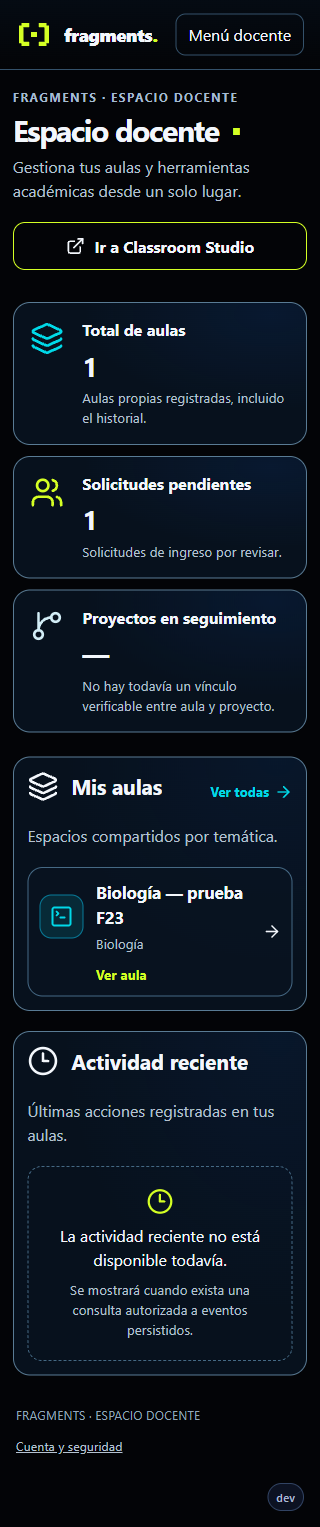 fragments.
Menú docente
FRAGMENTS · ESPACIO DOCENTE
Espacio docente
Gestiona tus aulas y herramientas
académicas desde un solo lugar.
Ir a Classroom Studio
Total de aulas
1
Aulas propias registradas, incluido
el historial.
Solicitudes pendientes
1
Solicitudes de ingreso por revisar.
Proyectos en seguimiento
—
No hay todavía un vínculo
verificable entre aula y proyecto.
Mis aulas
Ver todas →
Espacios compartidos por temática.
Biología — prueba
F23
Biología
Ver aula
→
Actividad reciente
Últimas acciones registradas en tus
aulas.
La actividad reciente no está
disponible todavía.
Se mostrará cuando exista una
consulta autorizada a eventos
persistidos.
FRAGMENTS · ESPACIO DOCENTE
Cuenta y seguridad
dev